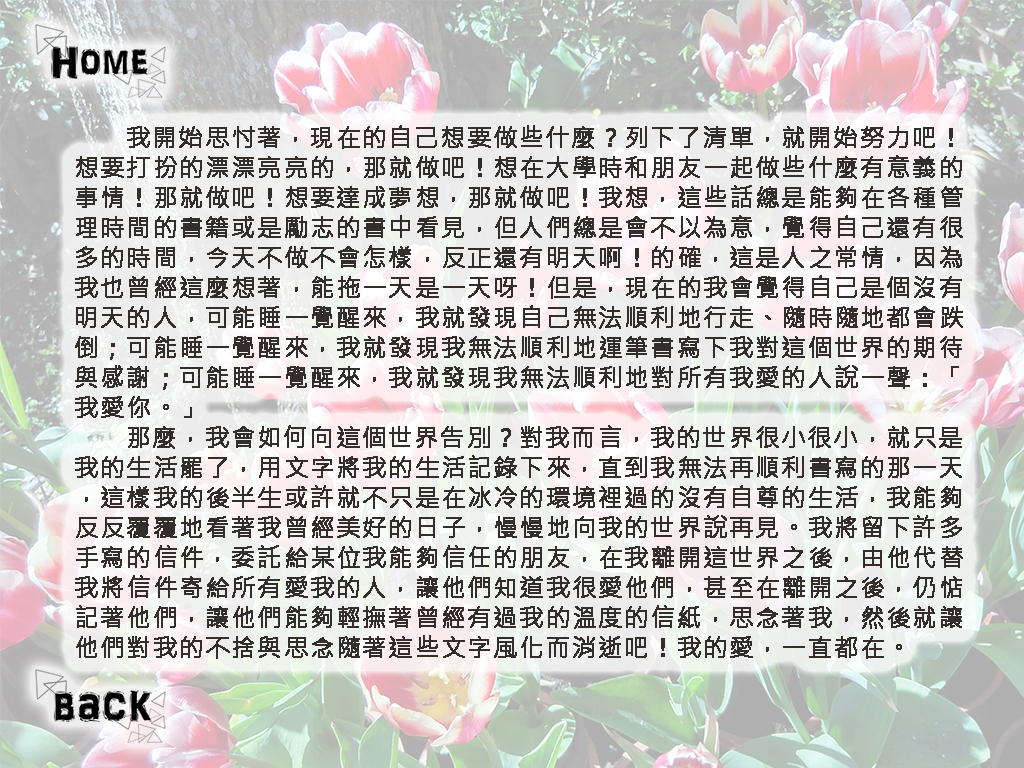 HOME
我開始思忖著，現在的自己想要做些什麼？列下了清單，就開始努力吧！
想要打扮的漂漂亮亮的，那就做吧！想在大學時和朋友一起做些什麼有意義的
事情！那就做吧！想要達成夢想，那就做吧！我想，這些話總是能夠在各種管
理時間的書籍或是勵志的書中看見，但人們總是會不以為意，覺得自己還有很
多的時間，今天不做不會怎樣，反正還有明天啊！的確，這是人之常情，因為
我也曾經這麼想著，能拖一天是一天呀！但是，現在的我會覺得自己是個沒有
明天的人，可能睡一覺醒來，我就發現自己無法順利地行走、隨時隨地都會跌
倒；可能睡一覺醒來，我就發現我無法順利地運筆書寫下我對這個世界的期待
與感謝；可能睡一覺醒來，我就發現我無法順利地對所有我愛的人說一聲：「
我愛你。」
那麼，我會如何向這個世界告別？對我而言，我的世界很小很小，就只是
我的生活罷了，用文字將我的生活記錄下來，直到我無法再順利書寫的那一天
，這樣我的後半生或許就不只是在冰冷的環境裡過的沒有自尊的生活，我能夠
反反覆覆地看著我曾經美好的日子，慢慢地向我的世界說再見。我將留下許多
手寫的信件，委託給某位我能夠信任的朋友，在我離開這世界之後，由他代替
我將信件寄給所有愛我的人，讓他們知道我很愛他們，甚至在離開之後，仍惦
記著他們，讓他們能夠輕撫著曾經有過我的溫度的信紙，思念著我，然後就讓
他們對我的不捨與思念隨著這些文字風化而消逝吧！我的愛，一直都在。
BACK